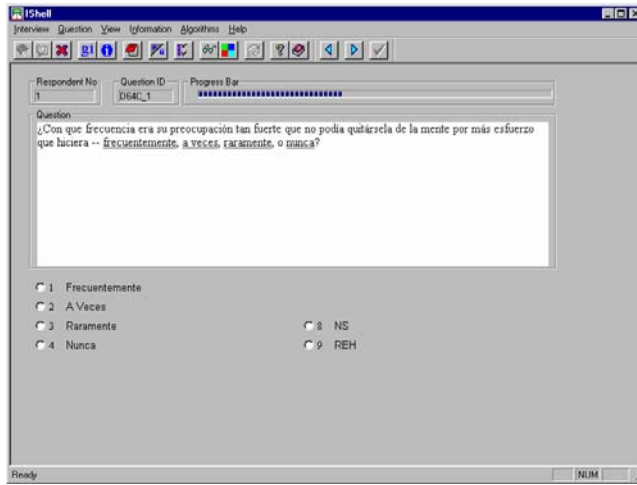 IShell
Interview Question View Information Algorithms Help
g1
Respondent No
Question ID
Progress Bar
1
D64C_1
Question
¿Con que frecuencia era su preocupación tan fuerte que no podía quitársela de la mente por más esfuerzo
que hiciera -- frecuentemente, a veces, raramente, o nunca?
1 Frecuentemente
2 A Veces
3 Raramente
8 NS
4 Nunca
9 REH
Ready
NUM